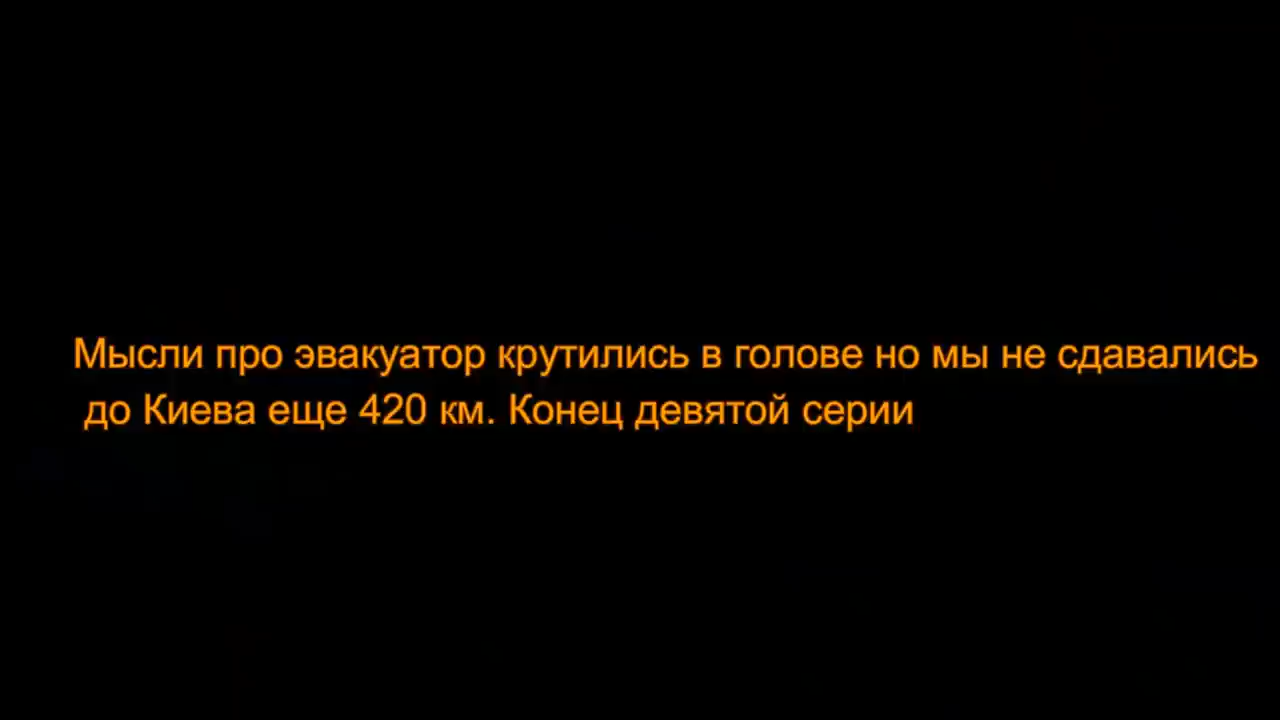 Мысли про эвакуатор крутились в голове но мы не сдавались
до Киева еще 420 км. Конец девятой серии